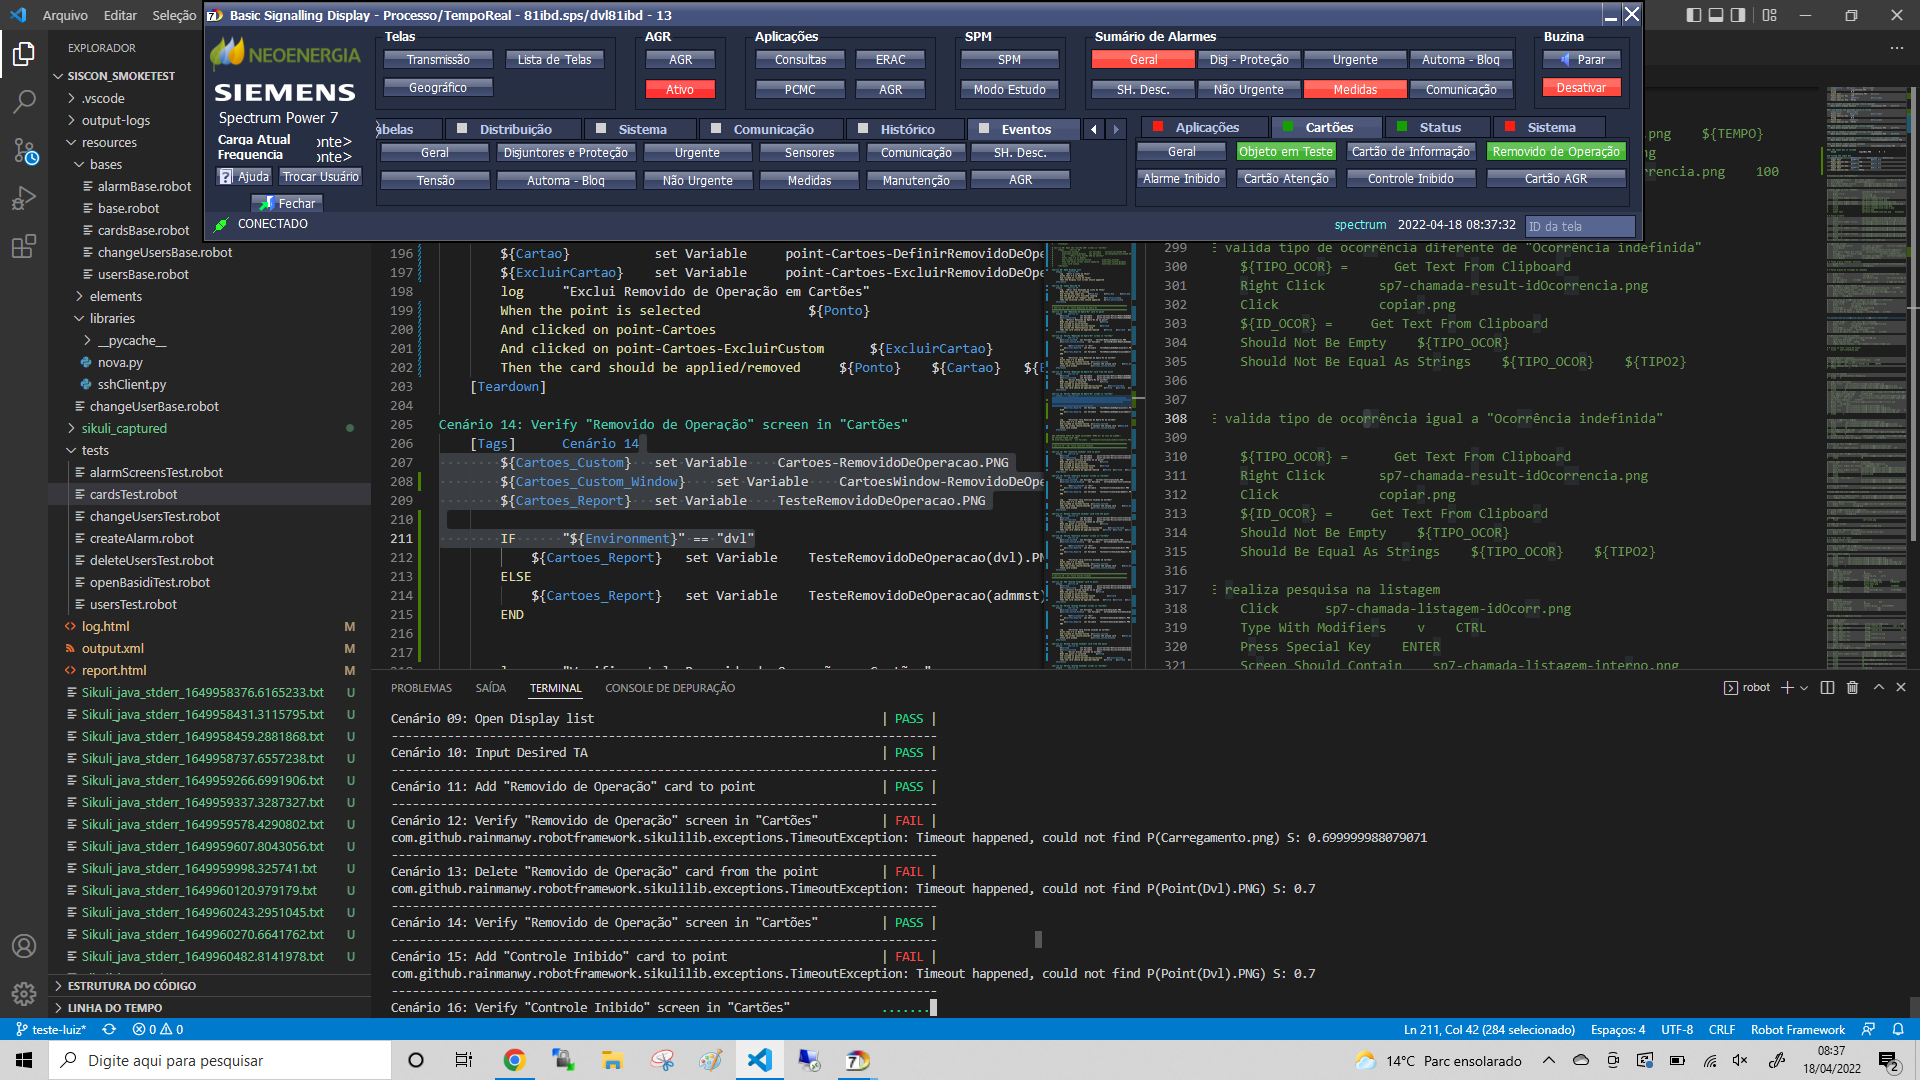 Arquivo Editar Seleção
Basic Signalling Display - Processo/TempoReal - 81ibd.sps/dvl81ibd - 13
NEOENERGIA
SIEMENS
Spectrum Power 7
Carga Atual onte>
Frequencia onte>
Ajuda Trocar Usuário
Fechar
CONECTADO
Telas
Transmissão Lista de Telas
Geográfico
AGR
AGR
Ativo
Aplicações
Consultas ERAC
PCMC AGR
SPM
SPM
Modo Estudo
Sumário de Alarmes
Geral Disj - Proteção Urgente Automa - Bloq
SH. Desc. Não Urgente Medidas Comunicação
Buzina
Parar
Desativar
abelas Distribuição Sistema Comunicação Histórico Eventos
Geral Disjuntores e Proteção Urgente Sensores Comunicação SH. Desc.
Tensão Automa - Bloq Não Urgente Medidas Manutenção AGR
Aplicações Cartões Status Sistema
Geral Objeto em Teste Cartão de Informação Removido de Operação
Alarme Inibido Cartão Atenção Controle Inibido Cartão AGR
spectrum 2022-04-18 08:37:32 ID da tela
EXPLORADOR
SISCON_SMOKETEST
.vscode
output-logs
resources
bases
alarmBase.robot
base.robot
cardsBase.robot
changeUsersBase.robot
usersBase.robot
elements
libraries
__pycache__
nova.py
sshClient.py
changeUserBase.robot
sikuli_captured
tests
alarmScreensTest.robot
cardsTest.robot
changeUsersTest.robot
createAlarm.robot
deleteUsersTest.robot
openBasidiTest.robot
usersTest.robot
log.html M
output.xml M
report.html M
Sikuli_java_stderr_1649958376.6165233.txt U
Sikuli_java_stderr_1649958431.3115795.txt U
Sikuli_java_stderr_1649958459.2881868.txt U
Sikuli_java_stderr_1649958737.6557238.txt U
Sikuli_java_stderr_1649959266.6991906.txt U
Sikuli_java_stderr_1649959337.3287327.txt U
Sikuli_java_stderr_1649959578.4290802.txt U
Sikuli_java_stderr_1649959607.8043056.txt U
Sikuli_java_stderr_1649959998.325741.txt U
Sikuli_java_stderr_1649960120.979179.txt U
Sikuli_java_stderr_1649960243.2951045.txt U
Sikuli_java_stderr_1649960270.6641762.txt U
Sikuli_java_stderr_1649960482.8141978.txt U
ESTRUTURA DO CÓDIGO
LINHA DO TEMPO
196 ${Cartao} set Variable point-Cartoes-DefinirRemovidoDeOpe
197 ${ExcluirCartao} set Variable point-Cartoes-ExcluirRemovidoDeOpe
198 log "Exclui Removido de Operação em Cartões"
199 When the point is selected ${Ponto}
200 And clicked on point-Cartoes
201 And clicked on point-Cartoes-ExcluirCustom ${ExcluirCartao}
202 Then the card should be applied/removed ${Ponto} ${Cartao} ${E
203 [Teardown]
204
205 Cenário 14: Verify "Removido de Operação" screen in "Cartões"
206 [Tags] Cenário 14
207 ${Cartoes_Custom} set Variable Cartoes-RemovidoDeOperacao.PNG
208 ${Cartoes_Custom_Window} set Variable CartoesWindow-RemovidoDeOpe
209 ${Cartoes_Report} set Variable TesteRemovidoDeOperacao.PNG
210
211 IF "${Environment}" == "dvl"
212 ${Cartoes_Report} set Variable TesteRemovidoDeOperacao(dvl).PN
213 ELSE
214 ${Cartoes_Report} set Variable TesteRemovidoDeOperacao(admmst)
215 END
216
217
png ${TEMPO}
ng
rrencia.png 100
299 valida tipo de ocorrência diferente de "Ocorrência indefinida"
300 ${TIPO_OCOR} = Get Text From Clipboard
301 Right Click sp7-chamada-result-idOcorrencia.png
302 Click copiar.png
303 ${ID_OCOR} = Get Text From Clipboard
304 Should Not Be Empty ${TIPO_OCOR}
305 Should Not Be Equal As Strings ${TIPO_OCOR} ${TIPO2}
306
307
308 valida tipo de ocorrência igual a "Ocorrência indefinida"
309
310 ${TIPO_OCOR} = Get Text From Clipboard
311 Right Click sp7-chamada-result-idOcorrencia.png
312 Click copiar.png
313 ${ID_OCOR} = Get Text From Clipboard
314 Should Not Be Empty ${TIPO_OCOR}
315 Should Be Equal As Strings ${TIPO_OCOR} ${TIPO2}
316
317 realiza pesquisa na listagem
318 Click sp7-chamada-listagem-idOcorr.png
319 Type With Modifiers v CTRL
320 Press Special Key ENTER
321 Screen Should Contain sp7-chamada-listagem-interno.png
PROBLEMAS SAÍDA TERMINAL CONSOLE DE DEPURAÇÃO robot
Cenário 09: Open Display list | PASS |
------------------------------------------------------------------------------
Cenário 10: Input Desired TA | PASS |
------------------------------------------------------------------------------
Cenário 11: Add "Removido de Operação" card to point | PASS |
------------------------------------------------------------------------------
Cenário 12: Verify "Removido de Operação" screen in "Cartões" | FAIL |
com.github.rainmanwy.robotframework.sikulilib.exceptions.TimeoutException: Timeout happened, could not find P(Carregamento.png) S: 0.699999988079071
------------------------------------------------------------------------------
Cenário 13: Delete "Removido de Operação" card from the point | FAIL |
com.github.rainmanwy.robotframework.sikulilib.exceptions.TimeoutException: Timeout happened, could not find P(Point(Dvl).PNG) S: 0.7
------------------------------------------------------------------------------
Cenário 14: Verify "Removido de Operação" screen in "Cartões" | PASS |
------------------------------------------------------------------------------
Cenário 15: Add "Controle Inibido" card to point | FAIL |
com.github.rainmanwy.robotframework.sikulilib.exceptions.TimeoutException: Timeout happened, could not find P(Point(Dvl).PNG) S: 0.7
------------------------------------------------------------------------------
Cenário 16: Verify "Controle Inibido" screen in "Cartões" .......
teste-luiz* 0 0 Ln 211, Col 42 (284 selecionado) Espaços: 4 UTF-8 CRLF Robot Framework
Digite aqui para pesquisar
14°C Parc ensolarado
08:37
18/04/2022
2